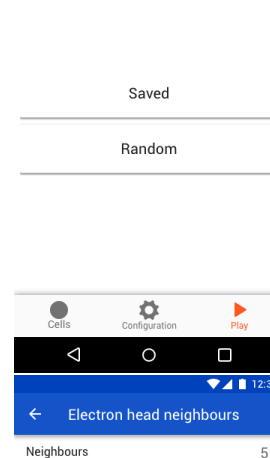 Saved
Random
Cells Configuration Play
12:3
Electron head neighbours
Neighbours 5